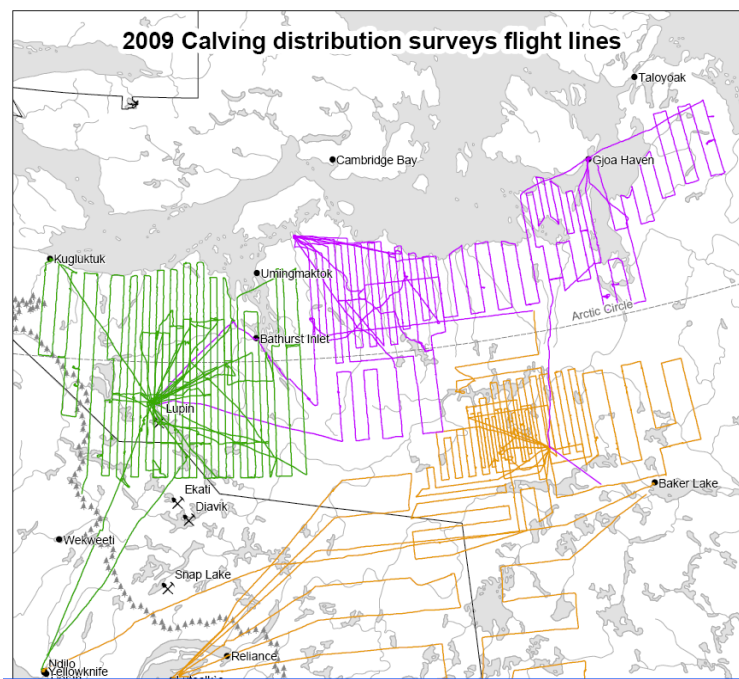 2009 Calving distribution surveys flight lines
Taloyoak
Cambridge Bay
Gjoa Haven
Kugluktuk
Umingmaktok
Arctic Circle
Bathurst Inlet
Lupin
Ekati
Baker Lake
Diavik
Wekweeti
Snap Lake
Reliance
Ndilo
Yellowknife